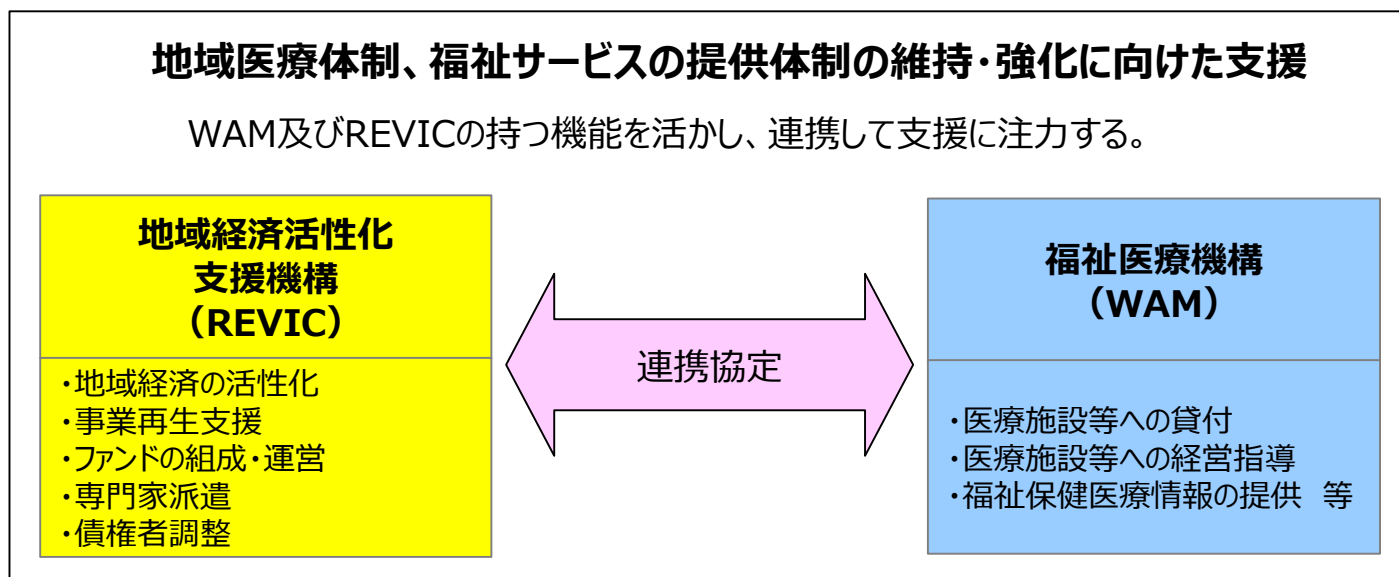 地域医療体制、福祉サービスの提供体制の維持・強化に向けた支援
WAM及びREVICの持つ機能を活かし、連携して支援に注力する。
地域経済活性化
支援機構
（REVIC）
・地域経済の活性化
・事業再生支援
・ファンドの組成・運営
・専門家派遣
・債権者調整
連携協定
福祉医療機構
（WAM）
・医療施設等への貸付
・医療施設等への経営指導
・福祉保健医療情報の提供　等